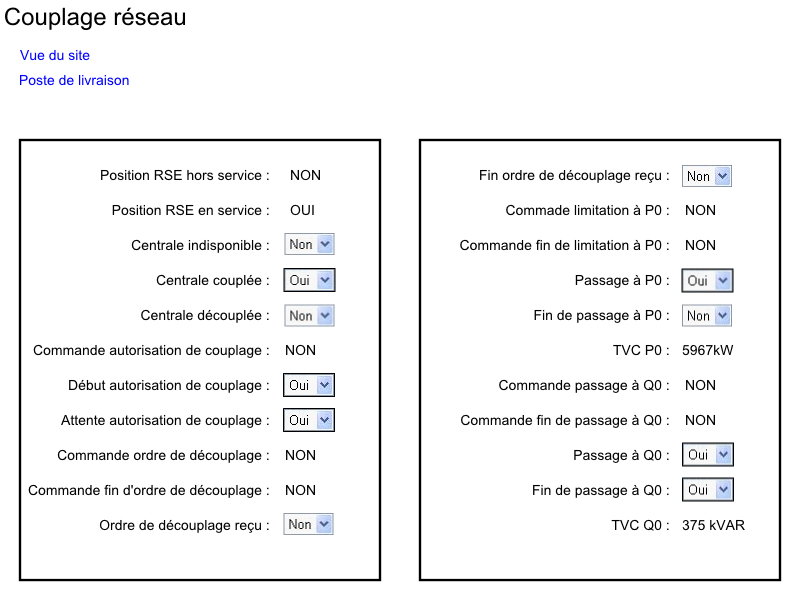 Couplage réseau
Vue du site
Poste de livraison
Position RSE hors service : NON
Position RSE en service : OUI
Centrale indisponible : Non
Centrale couplée : Oui
Centrale découplée : Non
Commande autorisation de couplage : NON
Début autorisation de couplage : Oui
Attente autorisation de couplage : Oui
Commande ordre de découplage : NON
Commande fin d'ordre de découplage : NON
Ordre de découplage reçu : Non
Fin ordre de découplage reçu : Non
Commade limitation à P0 : NON
Commande fin de limitation à P0 : NON
Passage à P0 : Oui
Fin de passage à P0 : Non
TVC P0 : 5967kW
Commande passage à Q0 : NON
Commande fin de passage à Q0 : NON
Passage à Q0 : Oui
Fin de passage à Q0 : Oui
TVC Q0 : 375 kVAR